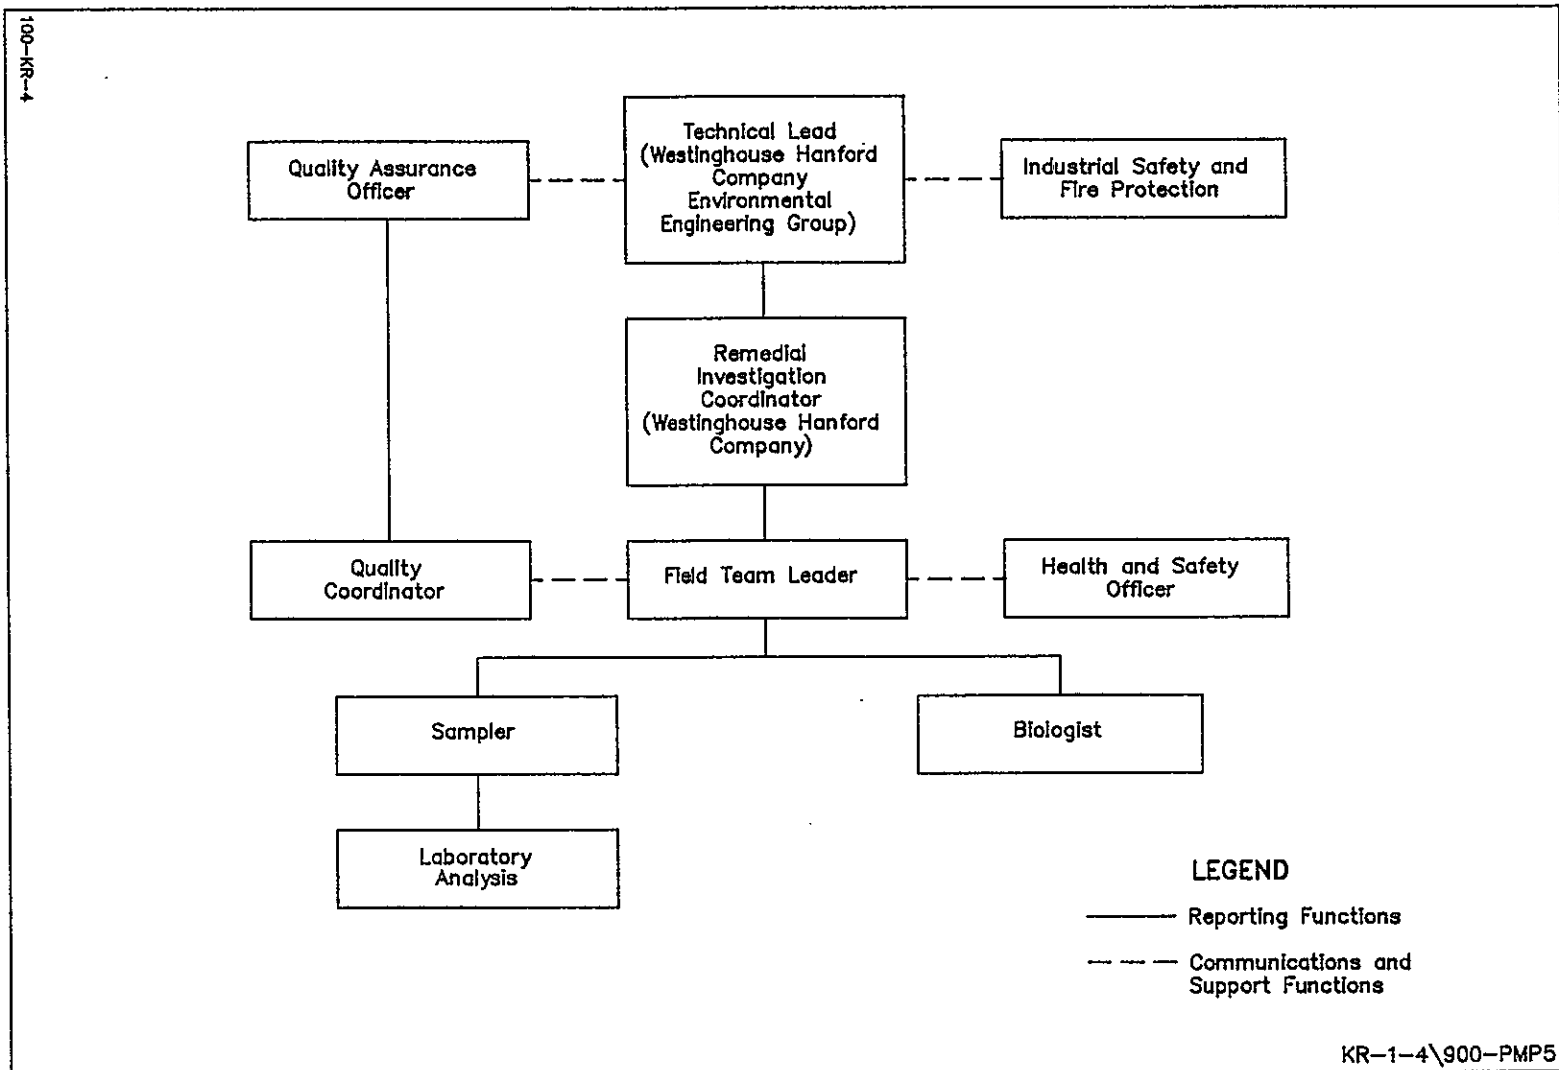 100-KR-4
Technical Lead
(Westinghouse Hanford
Company
Environmental
Engineering Group)
Quality Assurance
Officer
Industrial Safety and
Fire Protection
Remedial
Investigation
Coordinator
(Westinghouse Hanford
Company)
Quality
Coordinator
Field Team Leader
Health and Safety
Officer
Sampler
Biologist
Laboratory
Analysis
LEGEND
Reporting Functions
Communications and
Support Functions
KR-1-4\900-PMP5